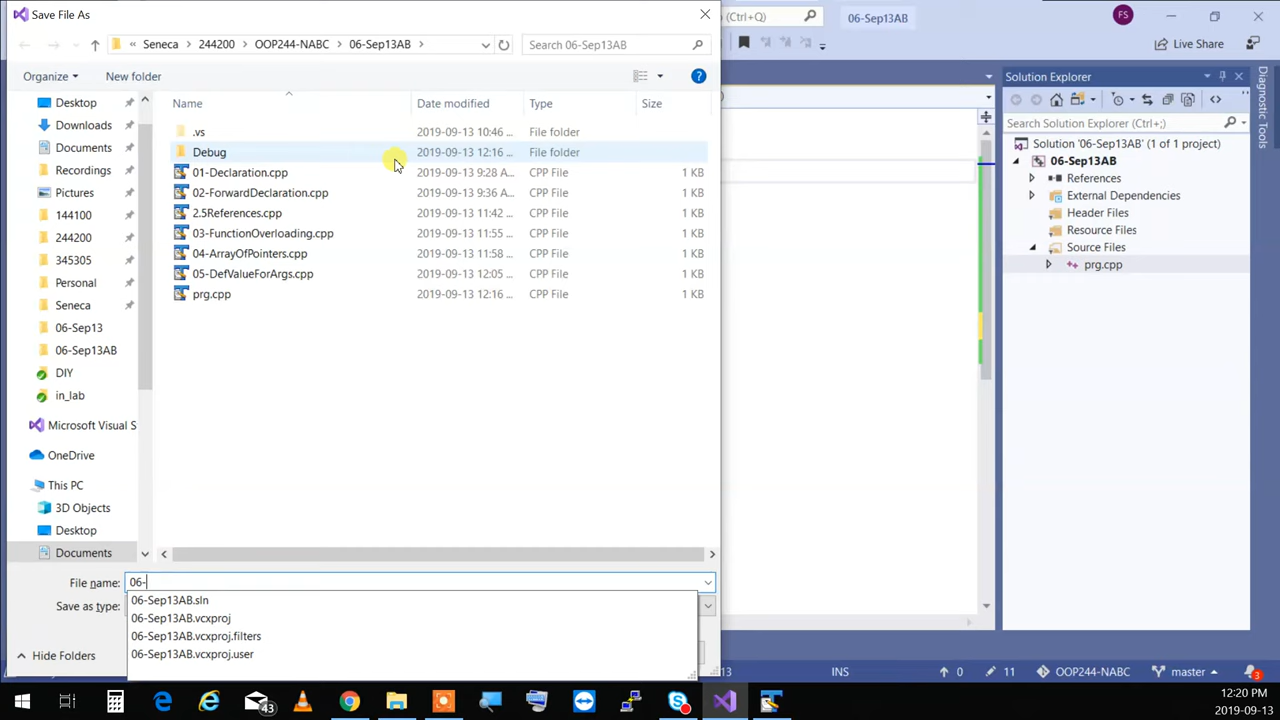 Save File As
(Ctrl+Q)
06-Sep13AB
FS
« Seneca > 244200 > OOP244-NABC > 06-Sep13AB >
Search 06-Sep13AB
Live Share
Organize
New folder
Solution Explorer
Search Solution Explorer (Ctrl+;)
Diagnostic Tools
Name
Date modified
Type
Size
Desktop
Downloads
Documents
Recordings
Pictures
144100
244200
345305
Personal
Seneca
06-Sep13
06-Sep13AB
DIY
in_lab
Microsoft Visual S
OneDrive
This PC
3D Objects
Desktop
Documents
.vs 2019-09-13 10:46 ... File folder
Debug 2019-09-13 12:16 ... File folder
01-Declaration.cpp 2019-09-13 9:28 A... CPP File 1 KB
02-ForwardDeclaration.cpp 2019-09-13 9:36 A... CPP File 1 KB
2.5References.cpp 2019-09-13 11:42 ... CPP File 1 KB
03-FunctionOverloading.cpp 2019-09-13 11:55 ... CPP File 1 KB
04-ArrayOfPointers.cpp 2019-09-13 11:58 ... CPP File 1 KB
05-DefValueForArgs.cpp 2019-09-13 12:05 ... CPP File 1 KB
prg.cpp 2019-09-13 12:16 ... CPP File 1 KB
Solution '06-Sep13AB' (1 of 1 project)
06-Sep13AB
References
External Dependencies
Header Files
Resource Files
Source Files
prg.cpp
File name: 06-
Save as type:
06-Sep13AB.sln
06-Sep13AB.vcxproj
06-Sep13AB.vcxproj.filters
06-Sep13AB.vcxproj.user
Hide Folders
13
INS
0
11
OOP244-NABC
master
3
43
12:20 PM
2019-09-13